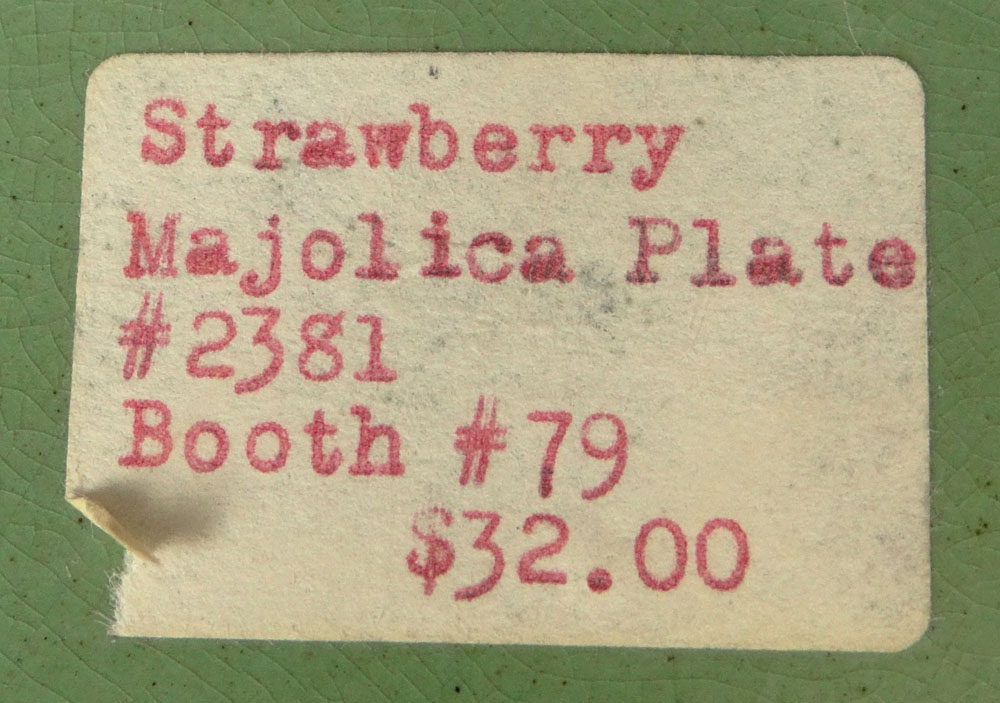 Strawberry
Majolica Plate
#2381
Booth #79
$32.00